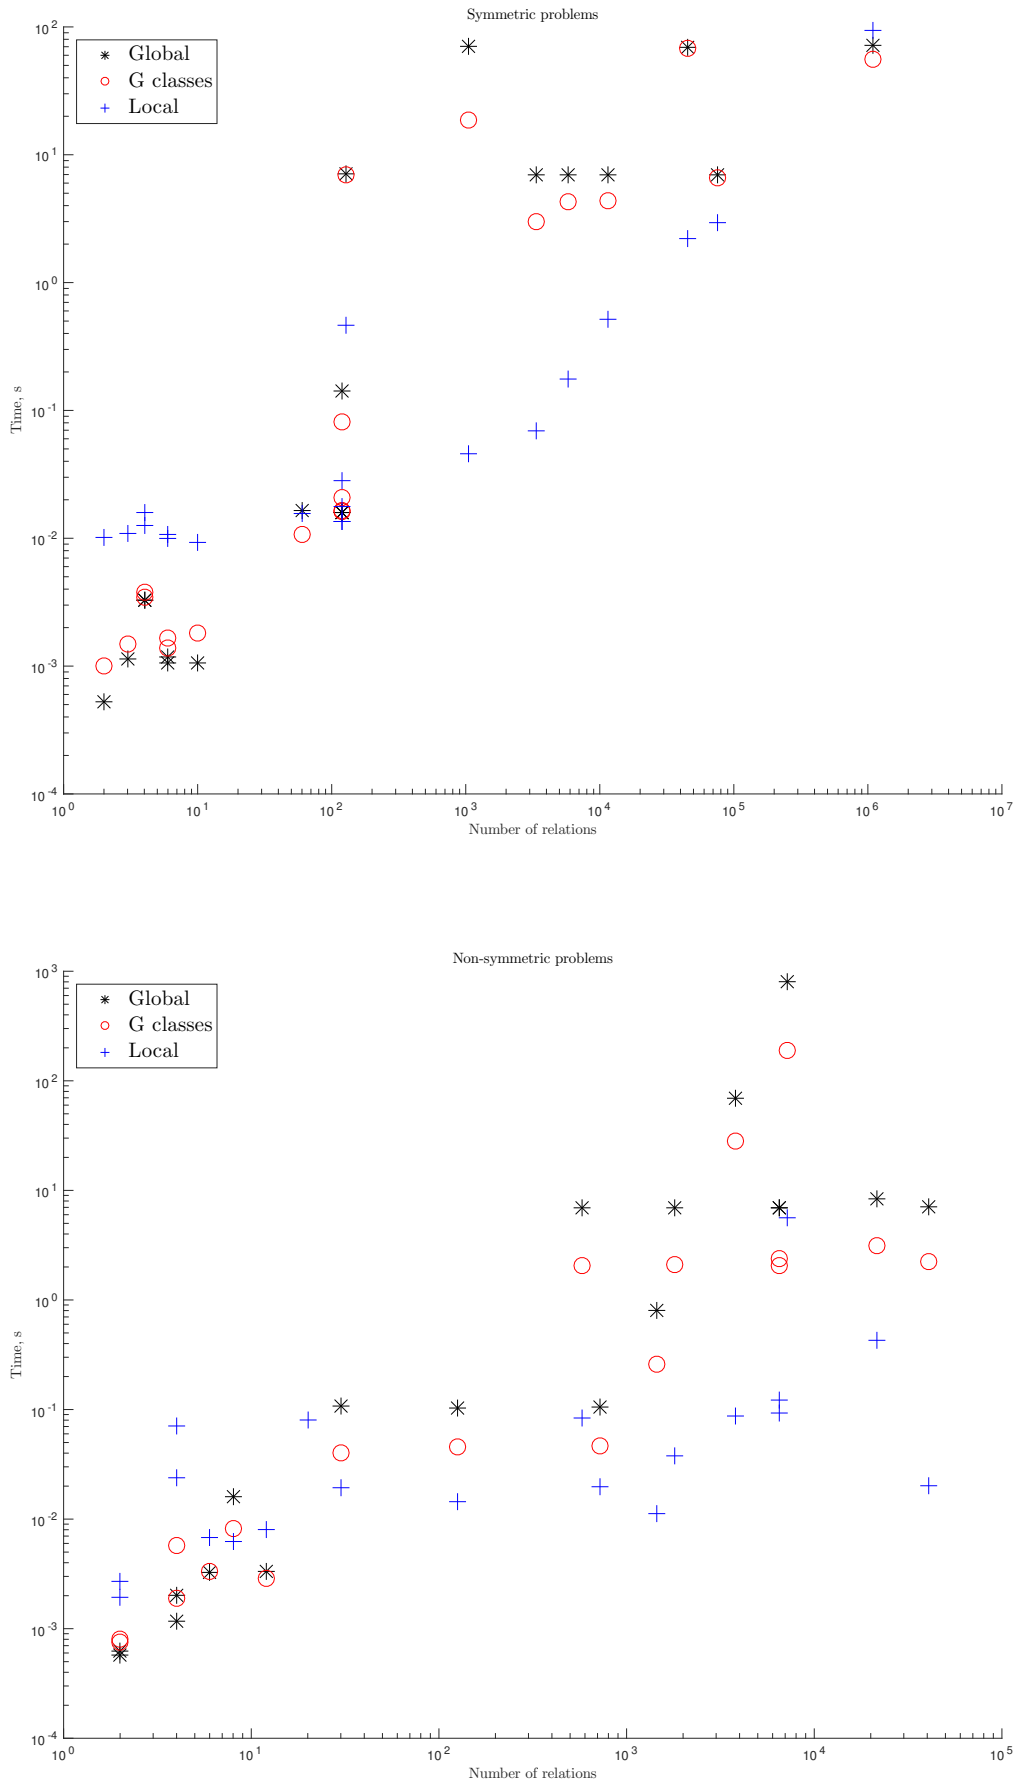 Symmetric problems
10^2
Global
G classes
Local
10^1
10^0
10^-1
10^-2
10^-3
10^-4
Time, s
10^0 10^1 10^2 10^3 10^4 10^5 10^6 10^7
Number of relations
Non-symmetric problems
10^3
Global
G classes
Local
10^2
10^1
10^0
10^-1
10^-2
10^-3
10^-4
Time, s
10^0 10^1 10^2 10^3 10^4 10^5
Number of relations